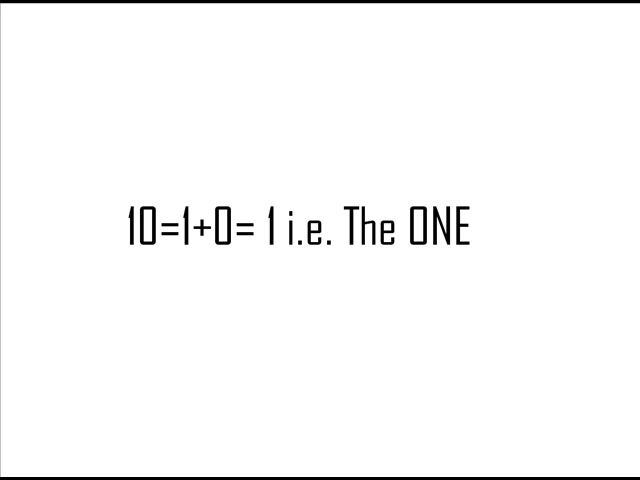 10=1+0= 1 i.e. The ONE